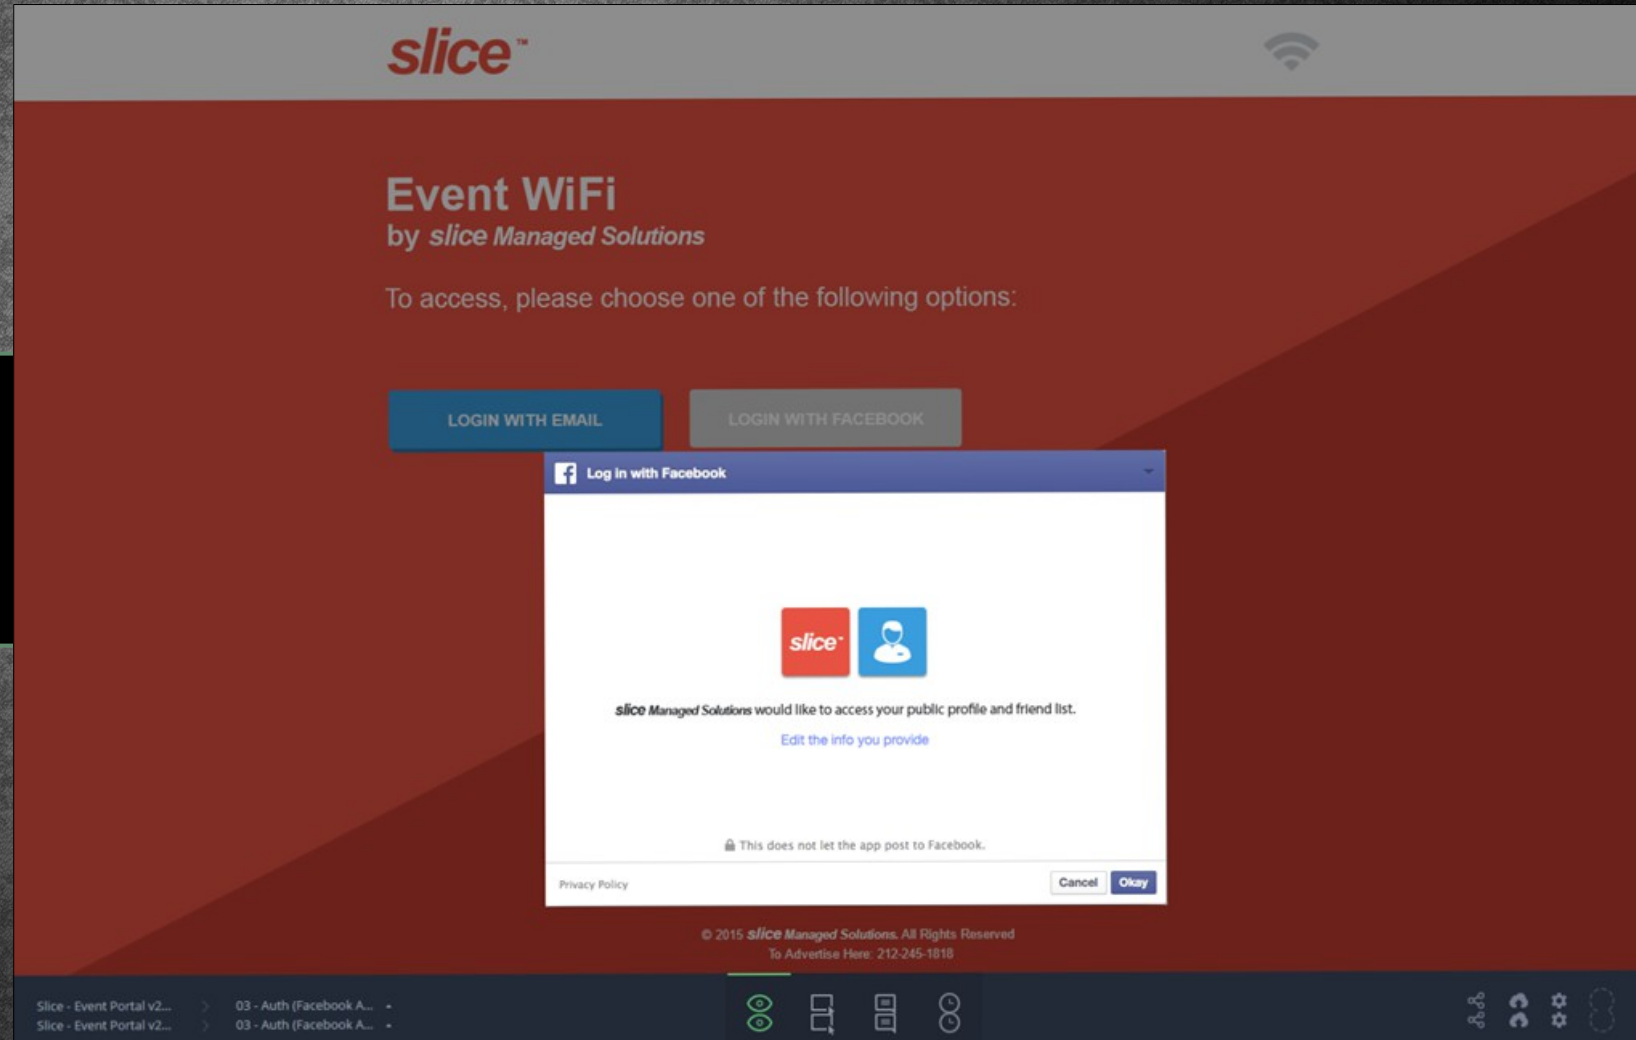 slice™
Event WiFi
by slice Managed Solutions
To access, please choose one of the following options:
LOGIN WITH EMAIL
LOGIN WITH FACEBOOK
Log in with Facebook
slice™
slice Managed Solutions would like to access your public profile and friend list.
Edit the info you provide
This does not let the app post to Facebook.
Privacy Policy
Cancel
Okay
© 2015 slice Managed Solutions. All Rights Reserved
To Advertise Here: 212-245-1818
Slice - Event Portal v2... 03 - Auth (Facebook A...
Slice - Event Portal v2... 03 - Auth (Facebook A...